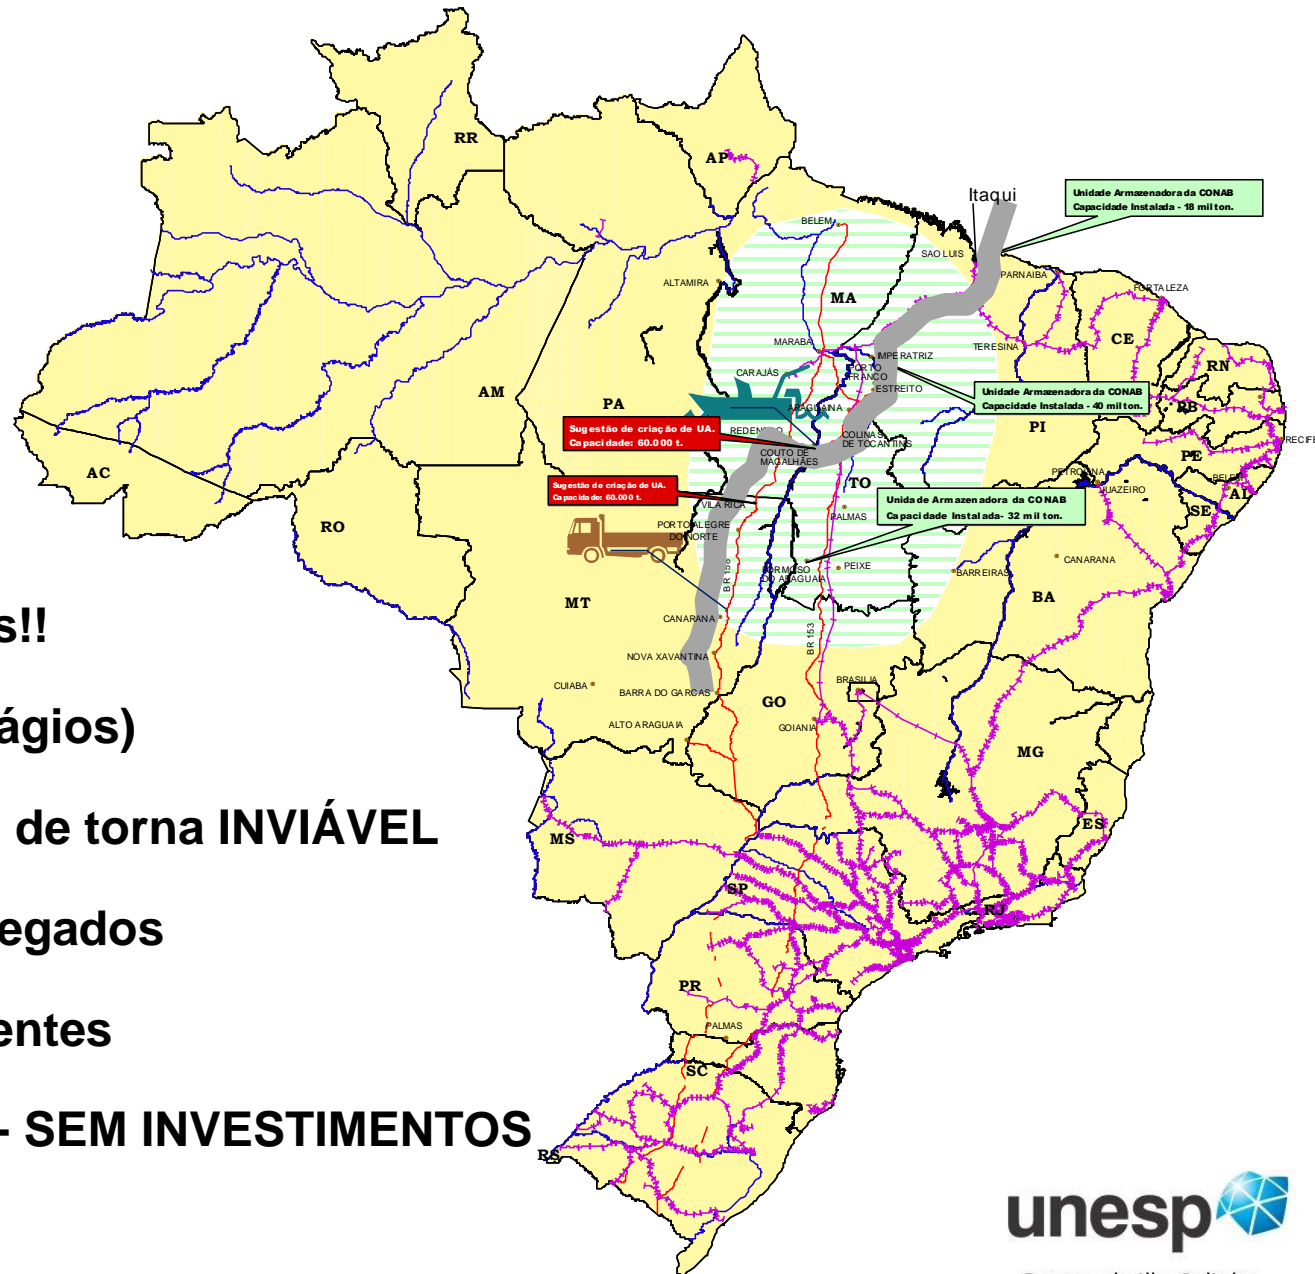 RR
AP
Itaqui
Unidade Armazenadora da CONAB
Capacidade Instalada - 18 mil ton.
BELEM
SAO LUIS
PARNAIBA
ALTAMIRA
FORTALEZA
MA
MARABA
TERESINA
CE
IMPERATRIZ
PORTO
FRANCO
RN
CARAJÁS
ESTREITO
AM
PA
Unidade Armazenadora da CONAB
Capacidade Instalada - 40 mil ton.
ARAGUANA
PB
Sugestão de criação de UA.
Capacidade: 60.000 t.
COLINAS
DE TOCANTINS
PI
RECIFE
COUTO DE
MAGALHÃES
PE
AC
PETROLINA
JUAZEIRO
BELEM
AL
Sugestão de criação de UA.
Capacidade: 60.000 t.
TO
Unidade Armazenadora da CONAB
Capacidade Instalada- 32 mil ton.
VILA RICA
SE
RO
PORTO ALEGRE
DO NORTE
PALMAS
CANARANA
FORMOSO
DO ARAGUAIA
PEIXE
BARREIRAS
BR 158
MT
BA
s!!
CANARANA
BR 153
NOVA XAVANTINA
CUIABA
BARRA DO GARCAS
BRASILIA
GO
ágios)
ALTO ARAGUAIA
GOIANIA
MG
de torna INVIÁVEL
MS
ES
SP
RJ
egados
PR
entes
PALMAS
SC
- SEM INVESTIMENTOS
RS
unesp